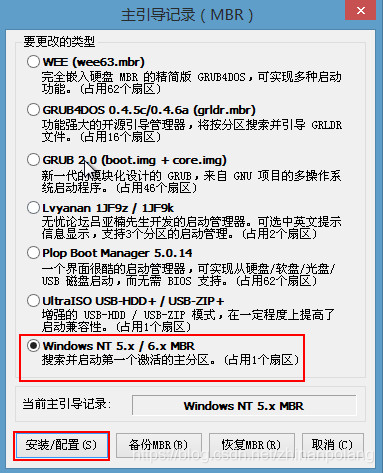 主引导记录(MBR)
要更改的类型
WEE (wee63.mbr)
完全嵌入硬盘 MBR 的精简版 GRUB4DOS,可实现多种启动
功能。(占用62个扇区)
GRUB4DOS 0.4.5c/0.4.6a (grldr.mbr)
功能强大的开源引导管理器,将按分区搜索并引导 GRLDR
文件。(占用16个扇区)
GRUB 2.0 (boot.img + core.img)
新一代的模块化设计的 GRUB,来自 GNU 项目的多操作系
统启动程序。(占用46个扇区)
Lvyanan 1JF9z / 1JF9k
无忧论坛吕亚楠先生开发的启动管理器。可选中英文提示
信息显示,支持3个分区的启动管理。(占用2个扇区)
Plop Boot Manager 5.0.14
一个界面很酷的启动管理器,可实现从硬盘/软盘/光盘/
USB 磁盘启动,而无需 BIOS 支持。(占用62个扇区)
UltraISO USB-HDD+ / USB-ZIP+
增强的 USB-HDD / USB-ZIP 模式,在一定程度上提高了
启动兼容性。(占用1个扇区)
Windows NT 5.x / 6.x MBR
搜索并启动第一个激活的主分区。(占用1个扇区)
当前主引导记录:
Windows NT 5.x MBR
安装/配置(S)
备份MBR(B)
恢复MBR(R)
取消(C)